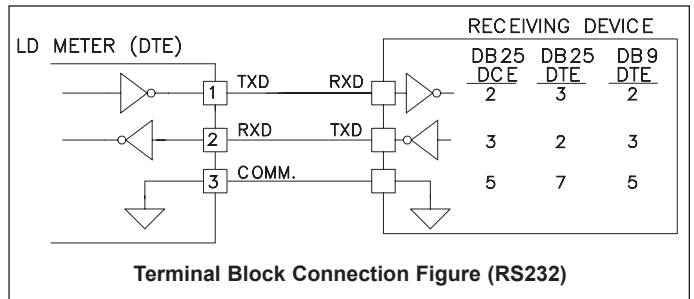 RECEIVING DEVICE
LD METER (DTE)
DB25 DB25 DB9
DCE DTE DTE
1 TXD RXD 2 3 2
2 RXD TXD 3 2 3
3 COMM. 5 7 5
Terminal Block Connection Figure (RS232)